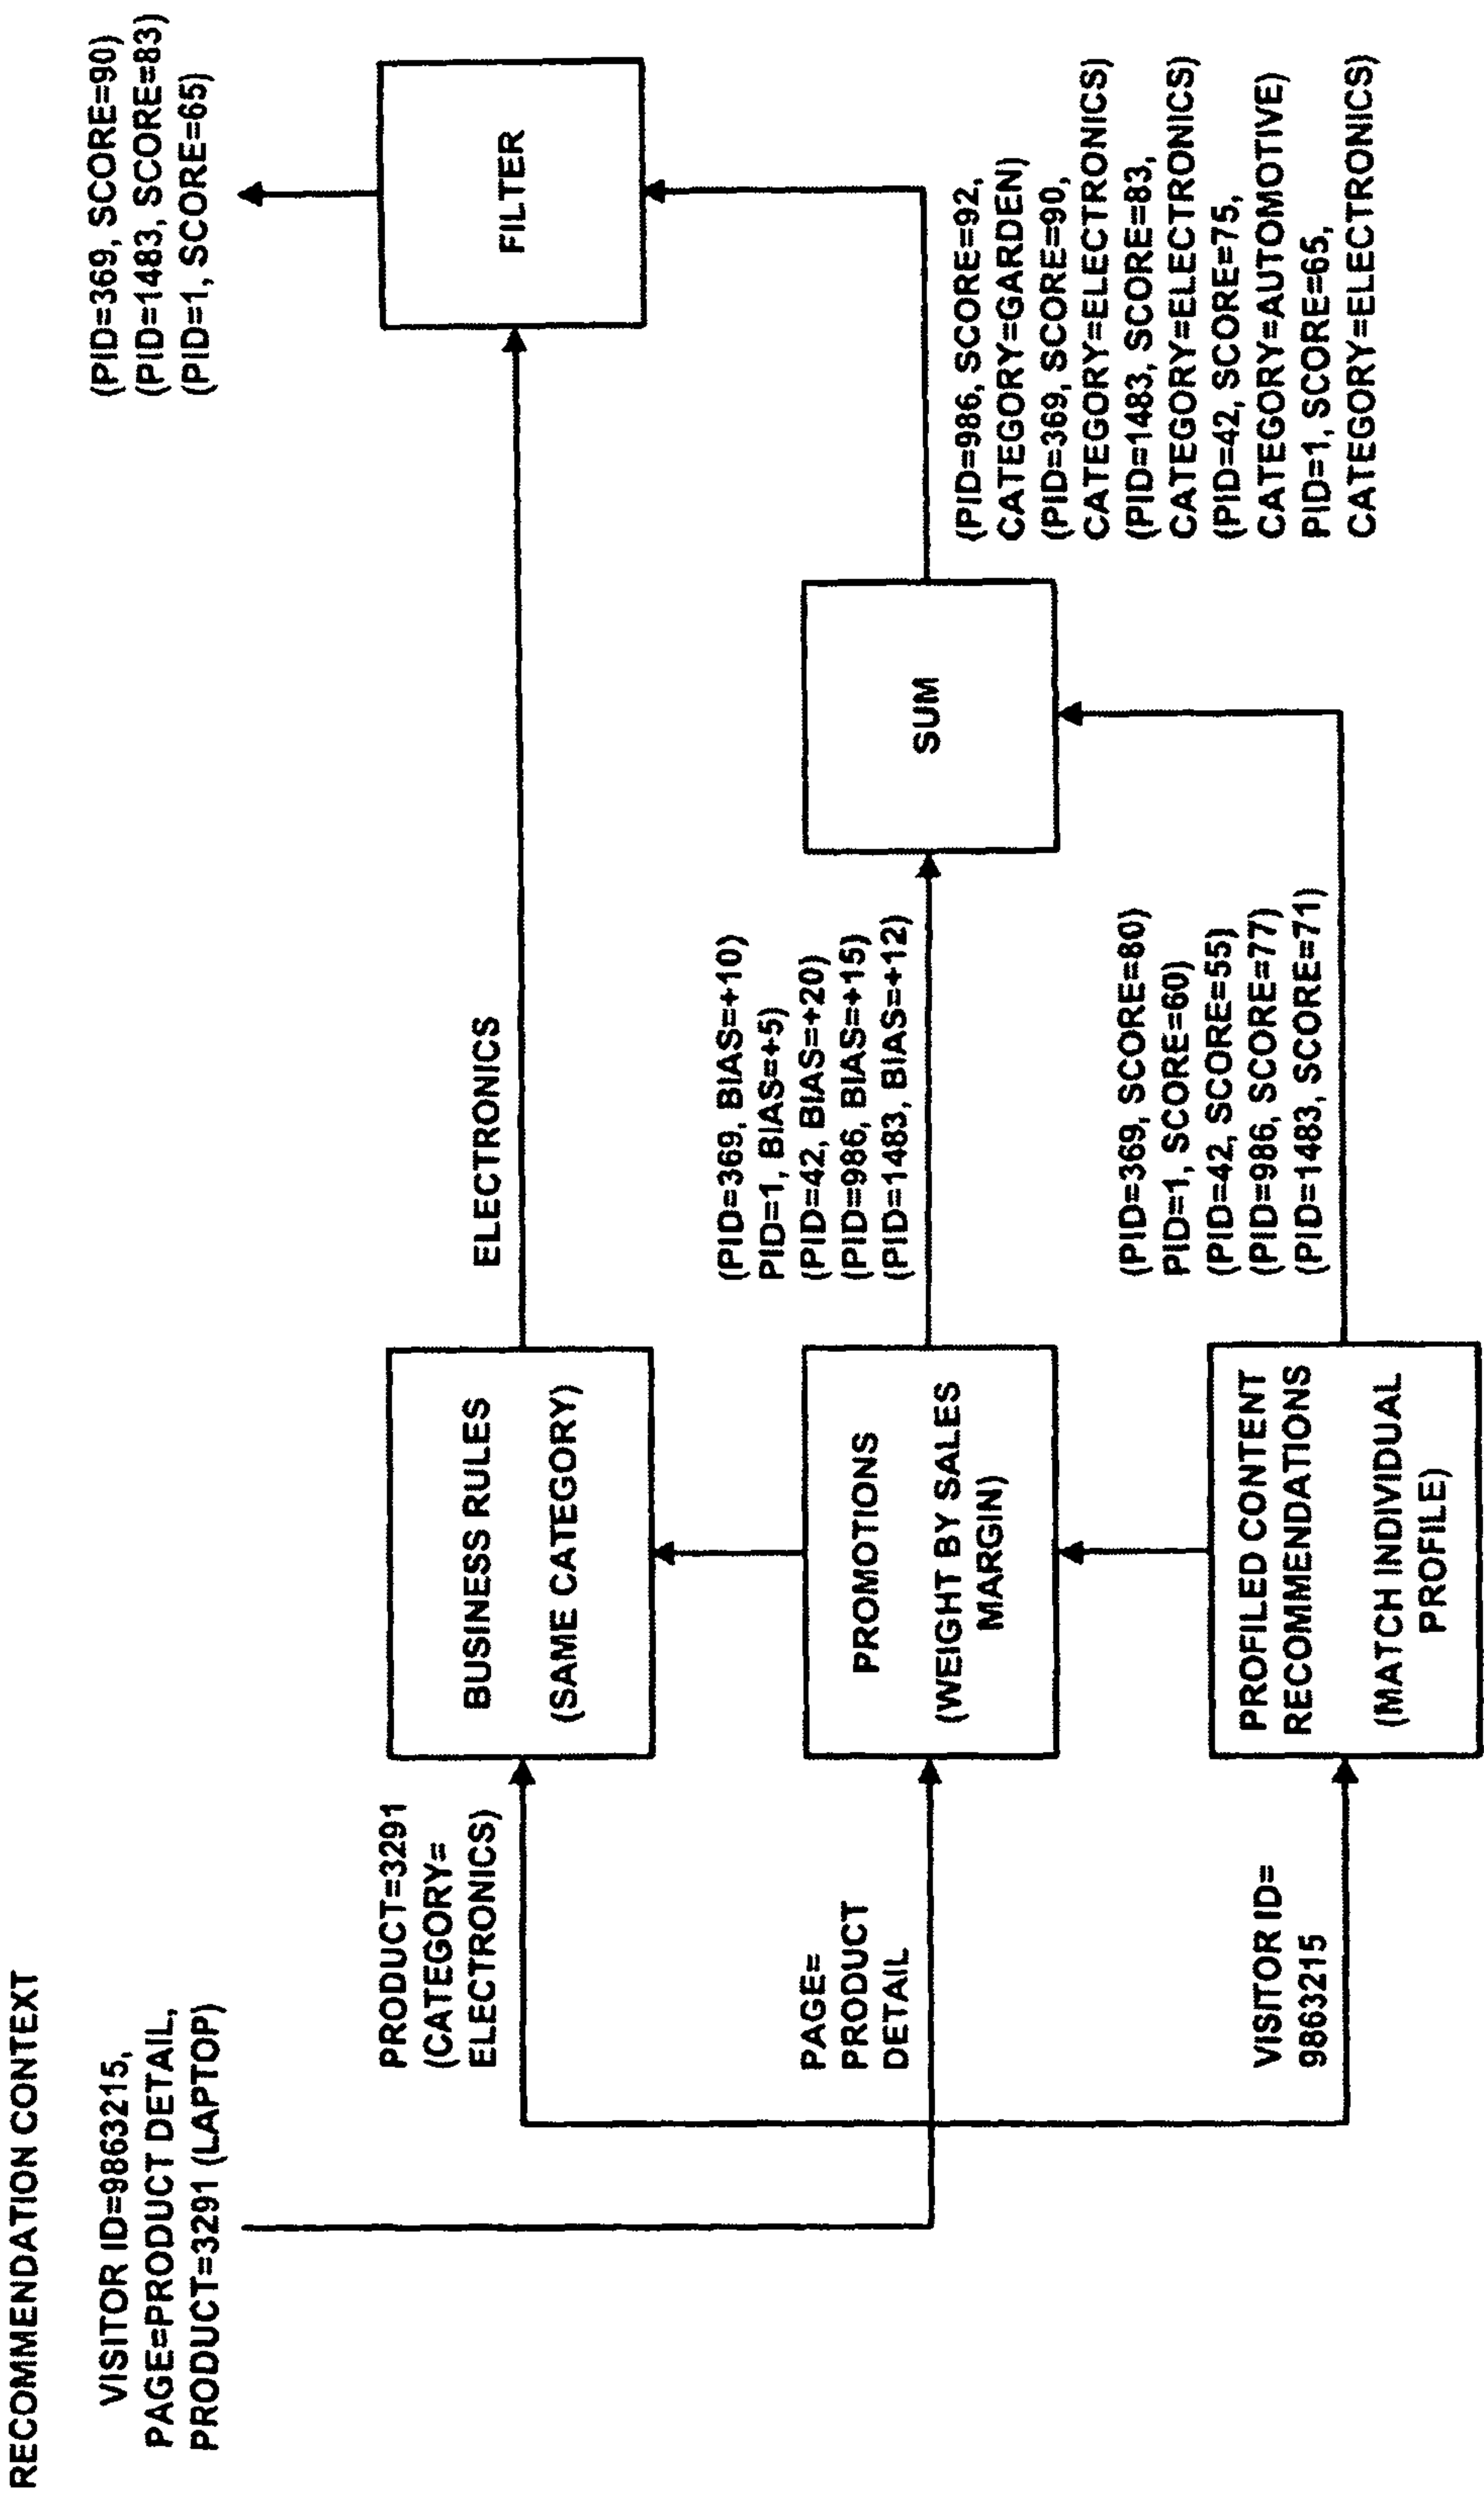 RECOMMENDATION CONTEXT
VISITOR ID=9863215,
PAGE=PRODUCT DETAIL,
PRODUCT=3291 (LAPTOP)
PRODUCT=3291
(CATEGORY=
ELECTRONICS)
PAGE=
PRODUCT
DETAIL
VISITOR ID=
9863215
BUSINESS RULES
(SAME CATEGORY)
PROMOTIONS
(WEIGHT BY SALES
MARGIN)
PROFILED CONTENT
RECOMMENDATIONS
(MATCH INDIVIDUAL
PROFILE)
ELECTRONICS
(PID=369, BIAS=+10)
PID=1, BIAS=+5)
(PID=42, BIAS=+20)
(PID=986, BIAS=+15)
(PID=1483, BIAS=+12)
(PID=369, SCORE=80)
PID=1, SCORE=60)
(PID=42, SCORE=55)
(PID=986, SCORE=77)
(PID=1483, SCORE=71)
SUM
(PID=986, SCORE=92,
CATEGORY=GARDEN)
(PID=369, SCORE=90,
CATEGORY=ELECTRONICS)
(PID=1483, SCORE=83,
CATEGORY=ELECTRONICS)
(PID=42, SCORE=75,
CATEGORY=AUTOMOTIVE)
PID=1, SCORE=65,
CATEGORY=ELECTRONICS)
FILTER
(PID=369, SCORE=90)
(PID=1483, SCORE=83)
(PID=1, SCORE=65)